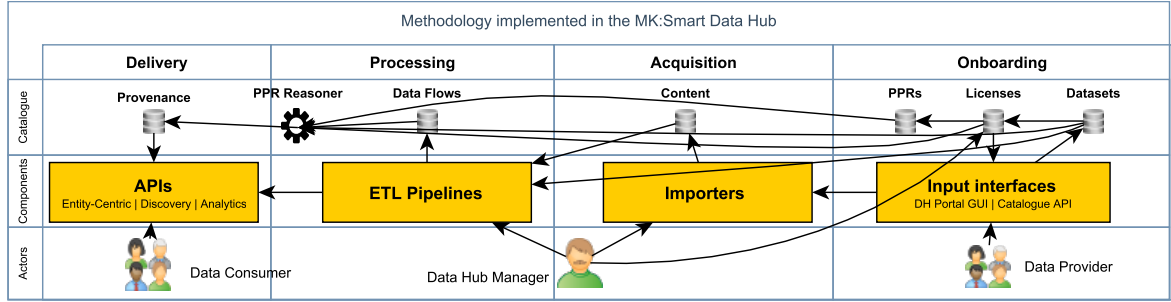 Methodology implemented in the MK:Smart Data Hub
Delivery
Processing
Acquisition
Onboarding
Catalogue
Provenance
PPR Reasoner
Data Flows
Content
PPRs
Licenses
Datasets
Components
APIs
Entity-Centric | Discovery | Analytics
ETL Pipelines
Importers
Input interfaces
DH Portal GUI | Catalogue API
Actors
Data Consumer
Data Hub Manager
Data Provider